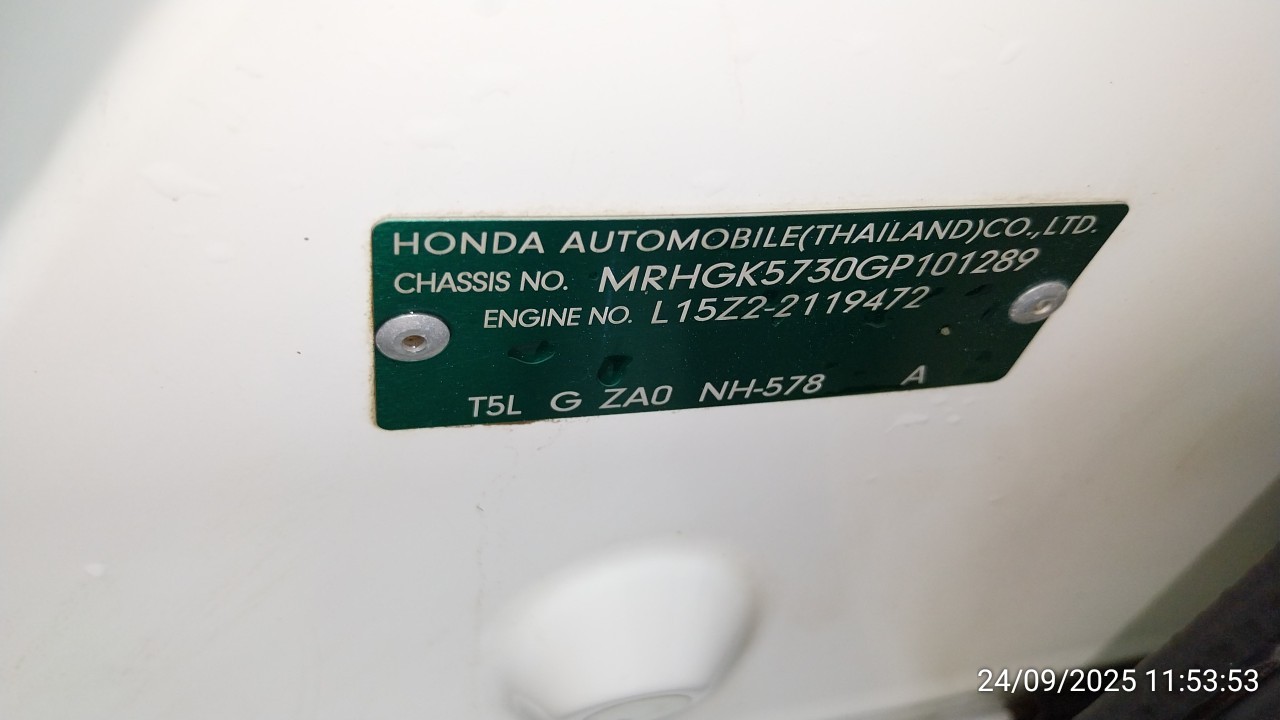 HONDA AUTOMOBILE(THAILAND)CO.,LTD.
CHASSIS NO. MRHGK5730GP101289
ENGINE NO. L15Z2-2119472
T5L G ZA0 NH-578 A
24/09/2025 11:53:53